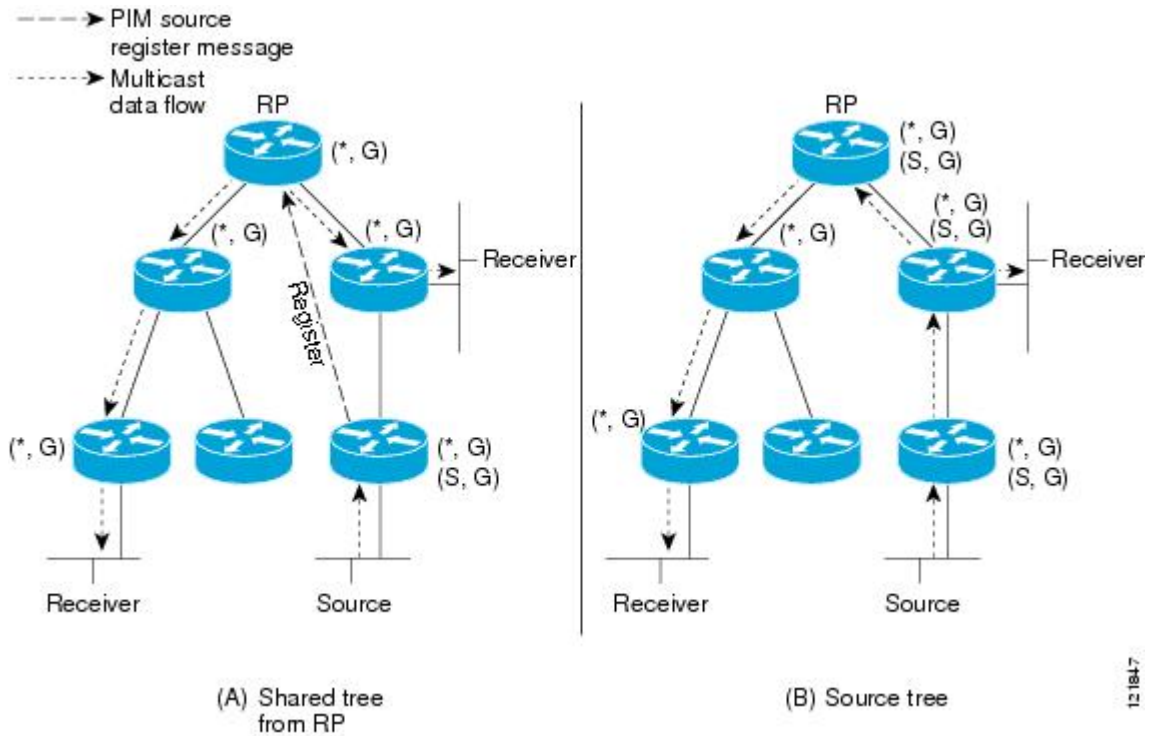 PIM source
register message
Multicast
data flow
RP
(*, G)
(*, G)
(*, G)
Receiver
Register
(*, G)
(*, G)
(S, G)
Receiver
Source
(A) Shared tree
from RP
RP
(*, G)
(S, G)
(*, G)
(*, G)
(S, G)
Receiver
(*, G)
(*, G)
(S, G)
Receiver
Source
(B) Source tree
121847